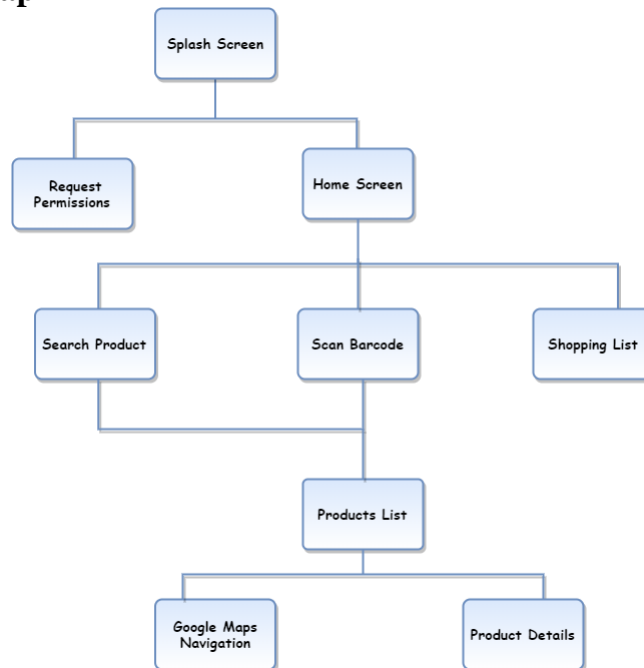 ap
Splash Screen
Request
Permissions
Home Screen
Search Product
Scan Barcode
Shopping List
Products List
Google Maps
Navigation
Product Details